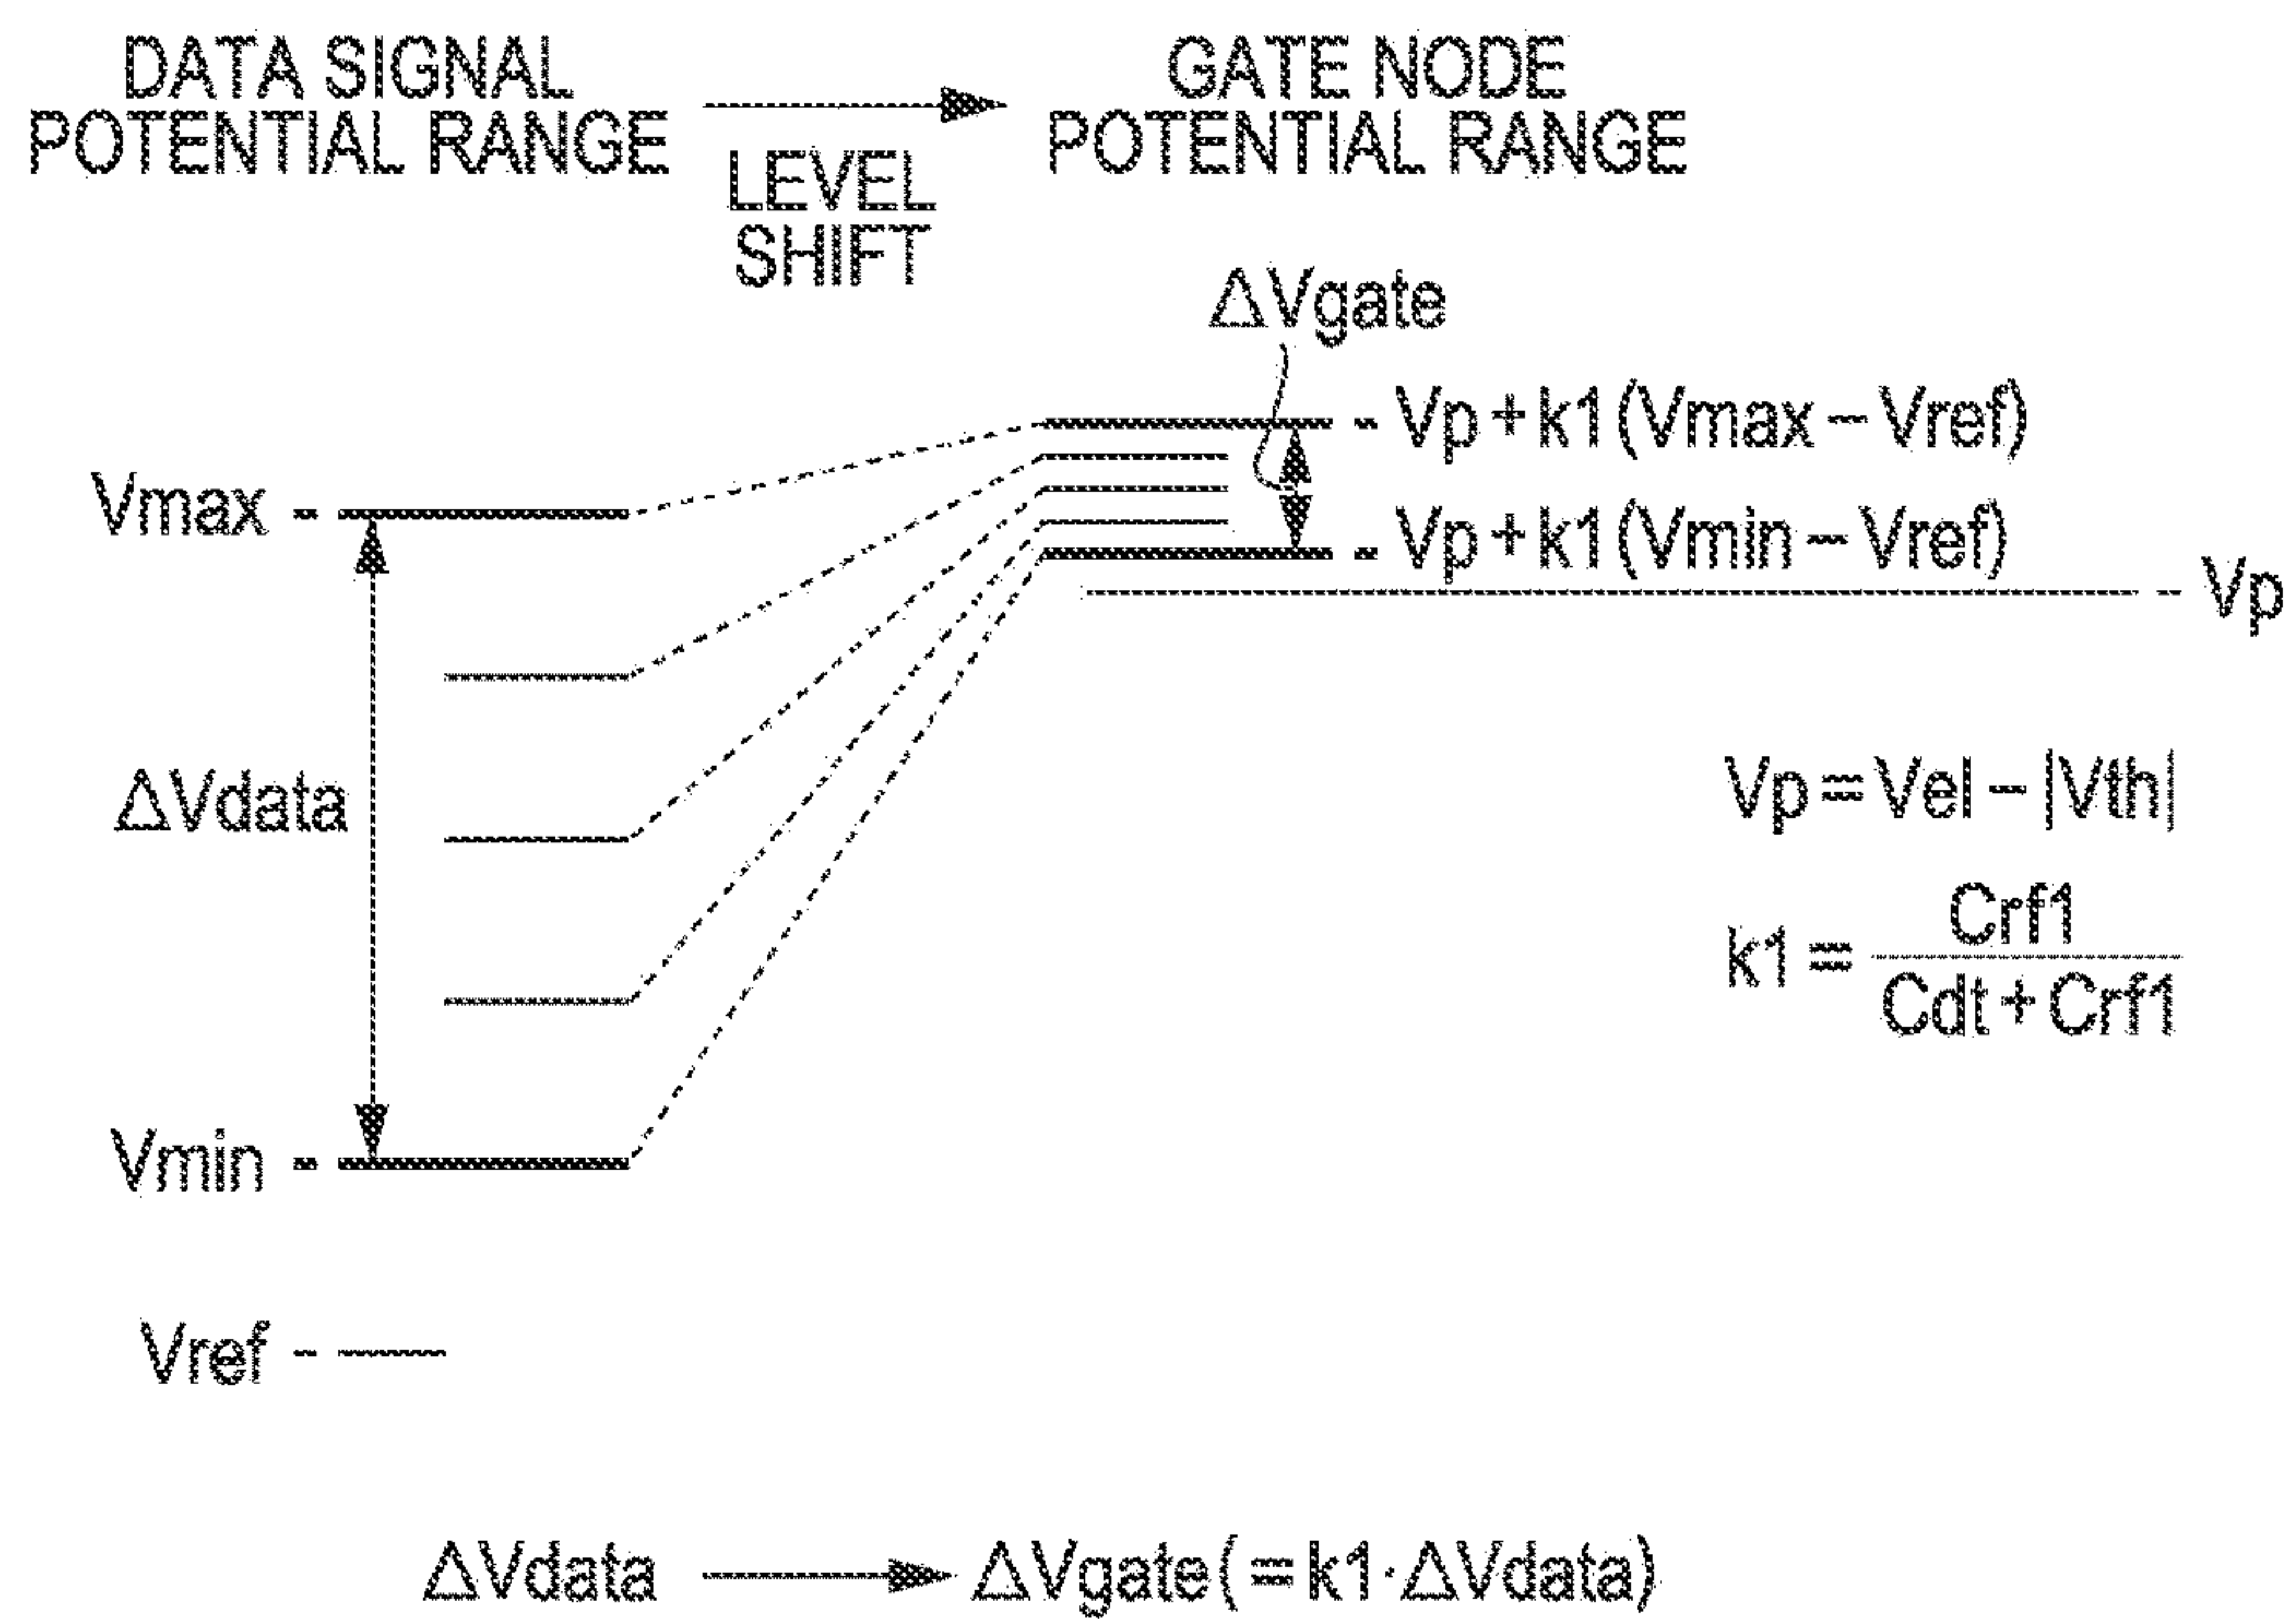 DATA SIGNAL
POTENTIAL RANGE
LEVEL
SHIFT
GATE NODE
POTENTIAL RANGE
ΔVgate
Vp + k1 (Vmax – Vref)
Vmax
Vp + k1 (Vmin – Vref)
Vp
ΔVdata
Vp = Vel – |Vth|
k1 = Crf1
Cdt + Crf1
Vmin
Vref
ΔVdata → ΔVgate ( = k1·ΔVdata)